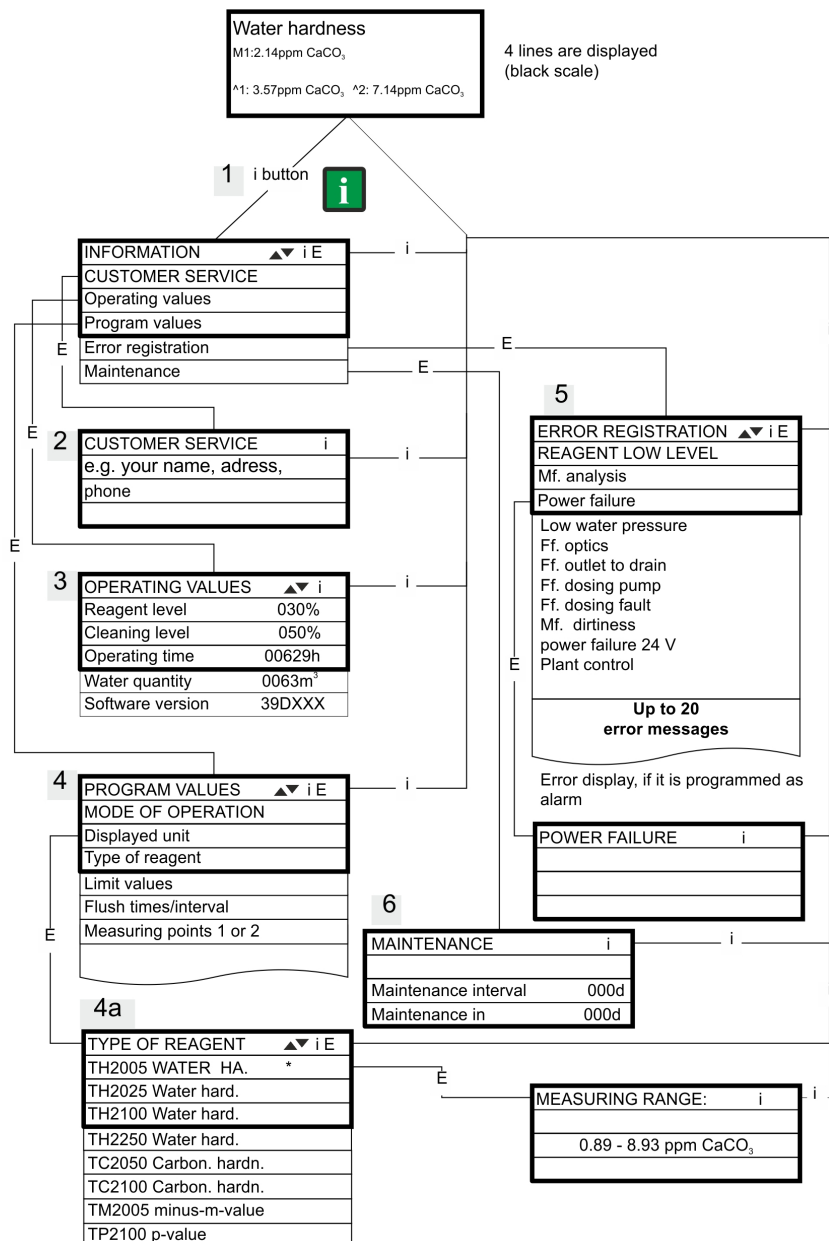 Water hardness
M1:2.14ppm CaCO₃
^1: 3.57ppm CaCO₃ ^2: 7.14ppm CaCO₃
4 lines are displayed
(black scale)
1 i button
i
INFORMATION ▲▼ i E
CUSTOMER SERVICE
Operating values
Program values
Error registration
Maintenance
i
E
E
E
E
E
2
CUSTOMER SERVICE i
e.g. your name, adress,
phone
i
3
OPERATING VALUES ▲▼ i
Reagent level 030%
Cleaning level 050%
Operating time 00629h
Water quantity 0063m³
Software version 39DXXX
i
4
PROGRAM VALUES ▲▼ i E
MODE OF OPERATION
Displayed unit
Type of reagent
Limit values
Flush times/interval
Measuring points 1 or 2
i
E
4a
TYPE OF REAGENT ▲▼ i E
TH2005 WATER HA. *
TH2025 Water hard.
TH2100 Water hard.
TH2250 Water hard.
TC2050 Carbon. hardn.
TC2100 Carbon. hardn.
TM2005 minus-m-value
TP2100 p-value
E
5
ERROR REGISTRATION ▲▼ i E
REAGENT LOW LEVEL
Mf. analysis
Power failure
Low water pressure
Ff. optics
Ff. outlet to drain
Ff. dosing pump
Ff. dosing fault
Mf. dirtiness
power failure 24 V
Plant control
Up to 20
error messages
E
Error display, if it is programmed as
alarm
POWER FAILURE i
6
MAINTENANCE i
Maintenance interval 000d
Maintenance in 000d
i
MEASURING RANGE: i
0.89 - 8.93 ppm CaCO₃
i